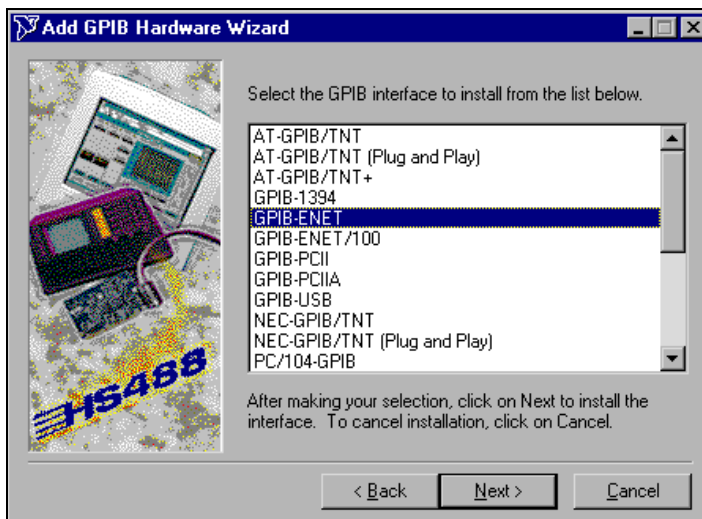 Add GPIB Hardware Wizard
Select the GPIB interface to install from the list below.
AT-GPIB/TNT
AT-GPIB/TNT (Plug and Play)
AT-GPIB/TNT+
GPIB-1394
GPIB-ENET
GPIB-ENET/100
GPIB-PCII
GPIB-PCIIA
GPIB-USB
NEC-GPIB/TNT
NEC-GPIB/TNT (Plug and Play)
PC/104-GPIB
HS488
After making your selection, click on Next to install the
interface.  To cancel installation, click on Cancel.
< Back
Next >
Cancel